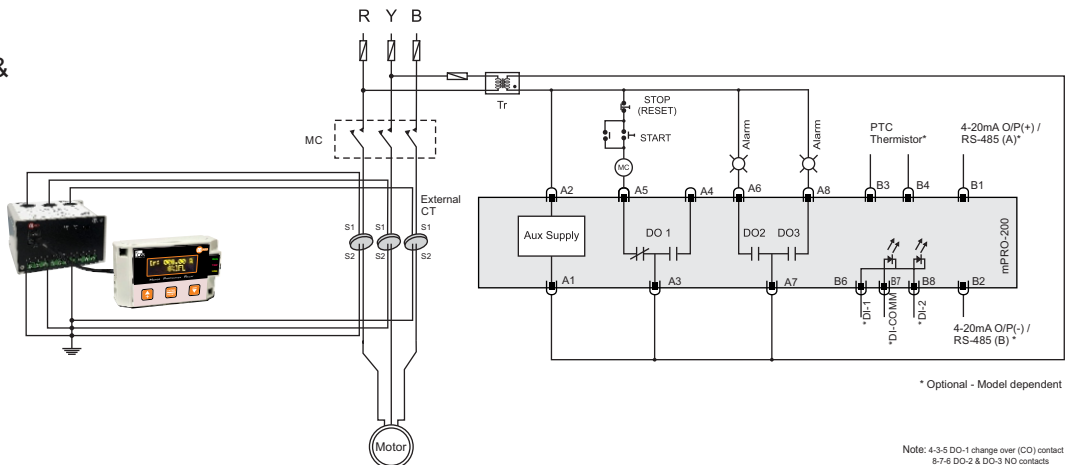 &
R Y B
Tr
MC
STOP
(RESET)
START
MC
Alarm
Alarm
PTC
Thermistor*
4-20mA O/P(+) /
RS-485 (A)*
A2
A5
A4
A6
A8
B3
B4
B1
External
CT
S1
S1
S1
S2
S2
S2
Aux Supply
DO 1
DO2
DO3
mPRO-200
A1
A3
A7
B6
B7
B8
B2
*DI-1
*DI-COMM
*DI-2
4-20mA O/P(-) /
RS-485 (B) *
Motor
* Optional - Model dependent
Note: 4-3-5 DO-1 change over (CO) contact
8-7-6 DO-2 & DO-3 NO contacts